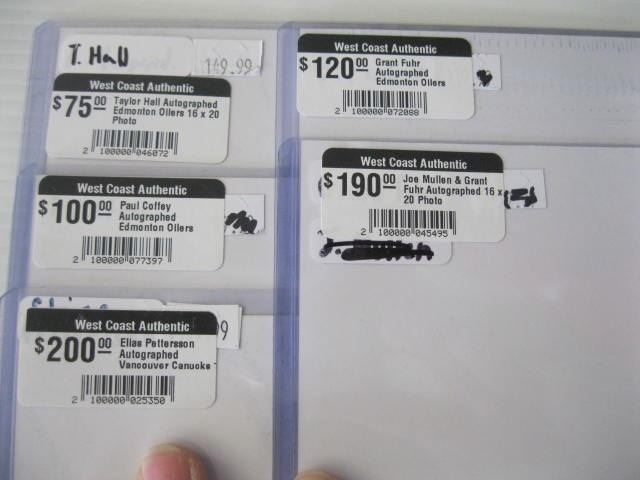 T. Hall
149.99
West Coast Authentic
$75.00 Taylor Hall Autographed
Edmonton Oilers 16 x 20
Photo
2 100000 046072
West Coast Authentic
$100.00 Paul Coffey
Autographed
Edmonton Oilers
2 100000 077397
99
West Coast Authentic
$200.00 Elias Pettersson
Autographed
Vancouver Canucks
2 100000 025350
West Coast Authentic
$120.00 Grant Fuhr
Autographed
Edmonton Oilers
2 100000 072088
West Coast Authentic
$190.00 Joe Mullen & Grant
Fuhr Autographed 16 x
20 Photo
2 100000 045495